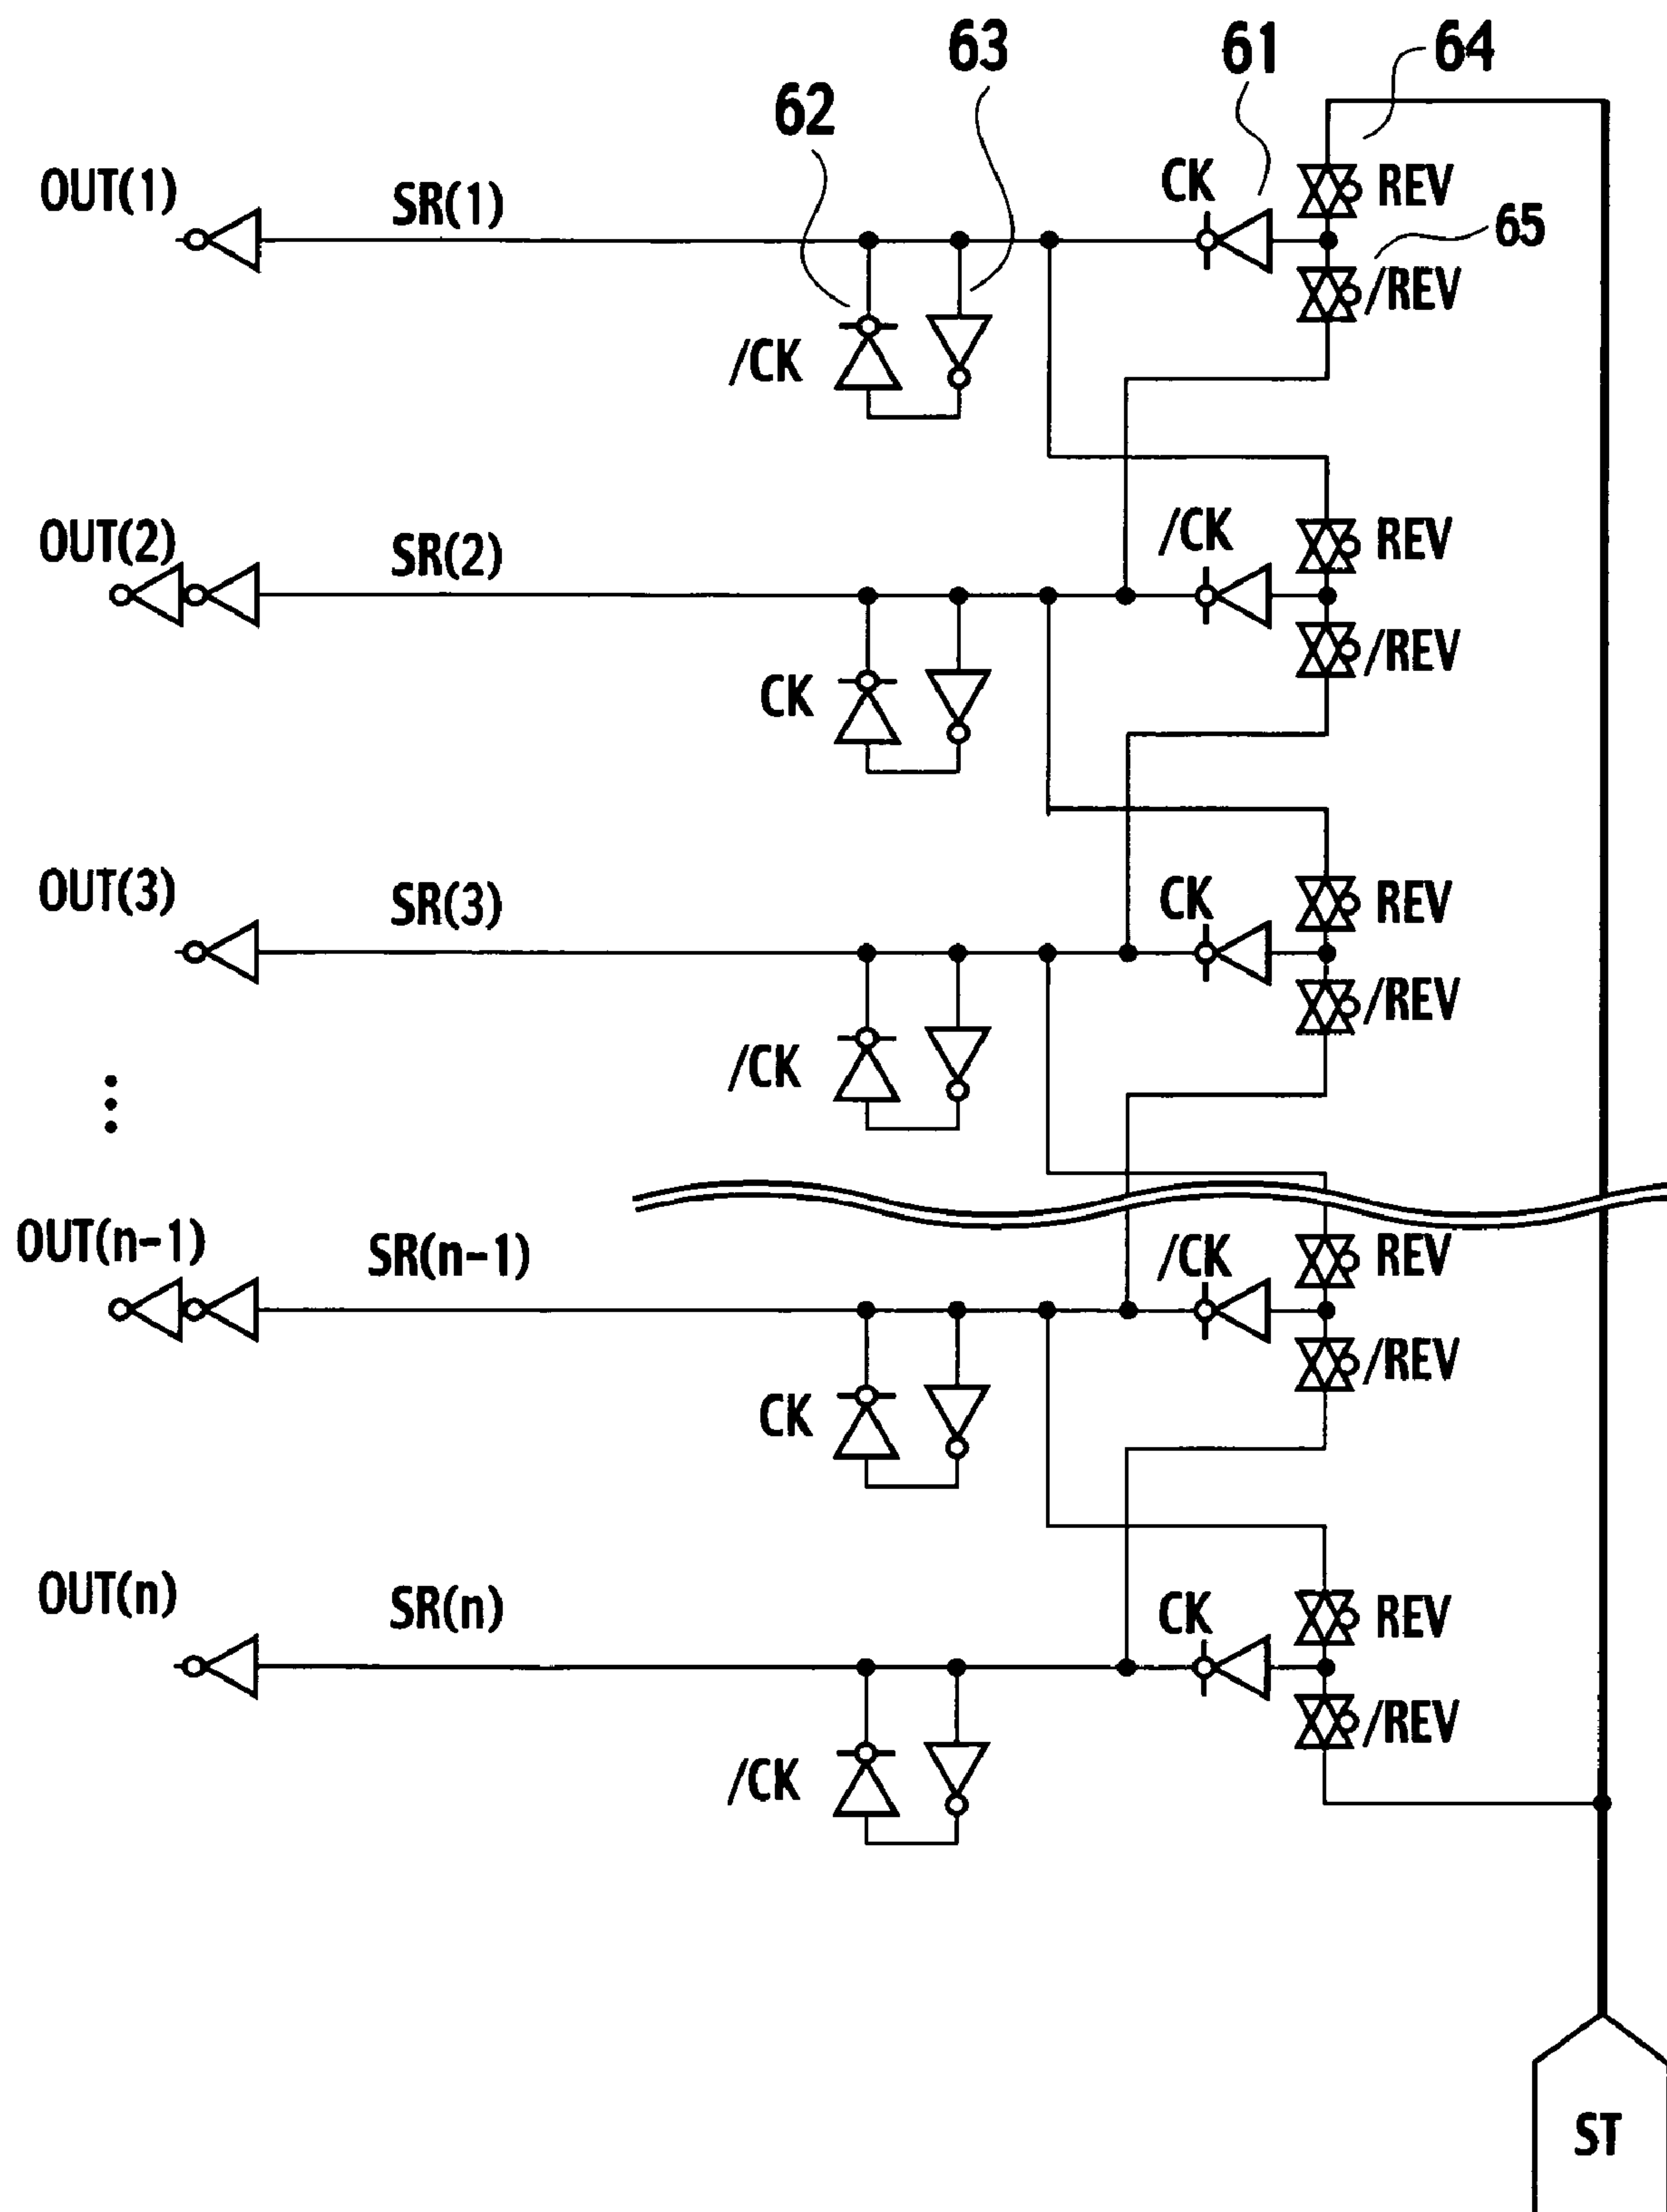 63
61
64
62
OUT(1)
SR(1)
CK
REV
65
/REV
/CK
OUT(2)
SR(2)
/CK
REV
/REV
CK
OUT(3)
SR(3)
CK
REV
/REV
/CK
OUT(n-1)
SR(n-1)
/CK
REV
/REV
CK
OUT(n)
SR(n)
CK
REV
/REV
/CK
ST